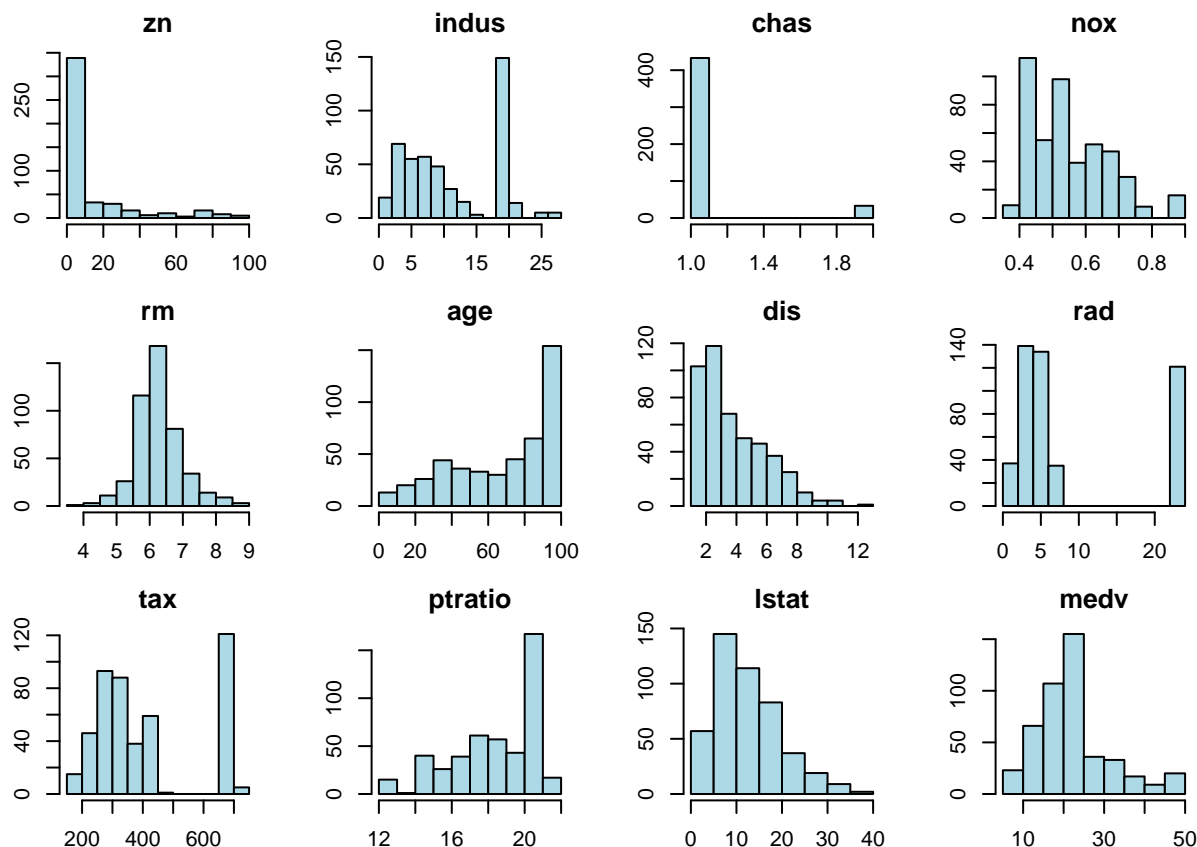 zn
indus
chas
nox
0 100 250
0 50 100 150
0 200 400
0 40 80
0 20 60 100
0 5 15 25
1.0 1.4 1.8
0.4 0.6 0.8
rm
age
dis
rad
0 50 100
0 50 100 150
0 40 80 120
0 40 80 140
4 5 6 7 8 9
0 20 60 100
2 4 6 8 12
0 5 10 20
tax
ptratio
lstat
medv
0 40 80 120
0 50 100
0 50 100 150
0 50 100
200 400 600
12 16 20
0 10 20 30 40
10 30 50